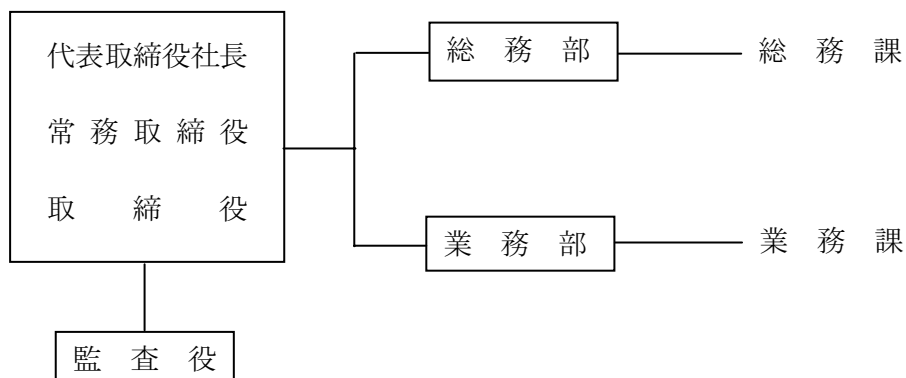 代表取締役社長
常務取締役
取締役
監査役
総務部
総務課
業務部
業務課